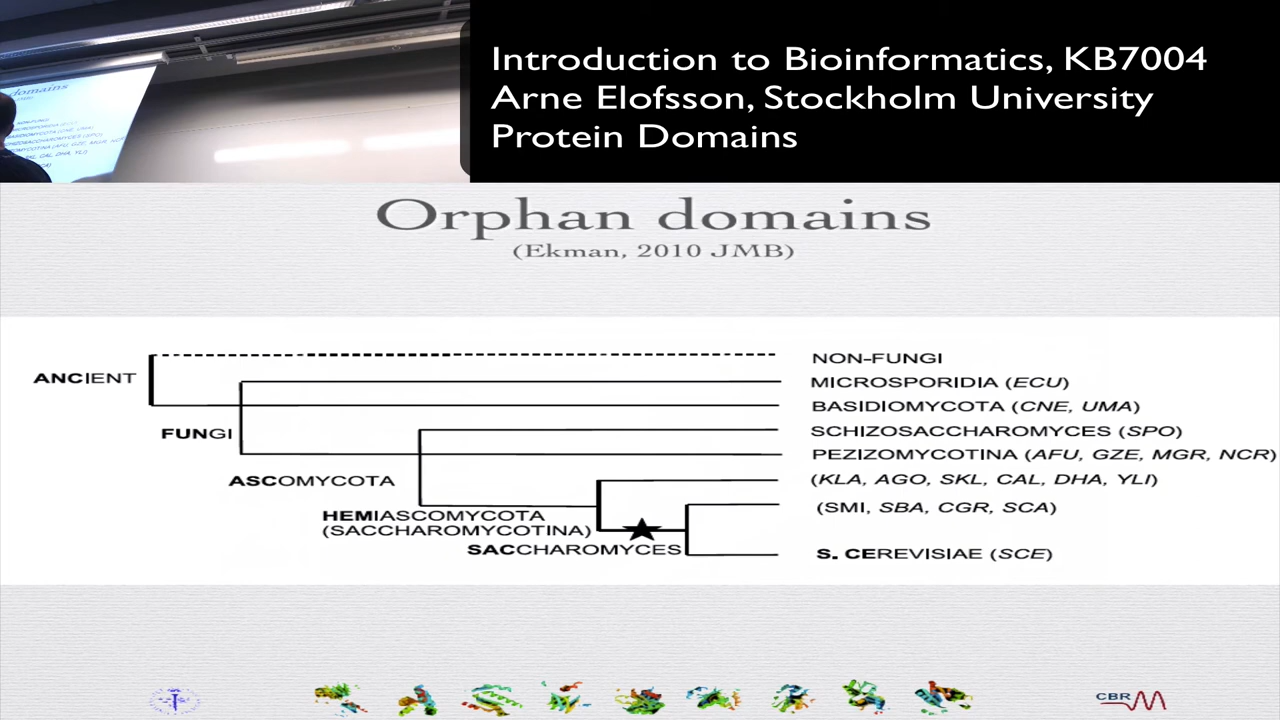 Introduction to Bioinformatics, KB7004
Arne Elofsson, Stockholm University
Protein Domains
Orphan domains
(Ekman, 2010 JMB)
NON-FUNGI
ANCIENT
MICROSPORIDIA (ECU)
BASIDIOMYCOTA (CNE, UMA)
FUNGI
SCHIZOSACCHAROMYCES (SPO)
PEZIZOMYCOTINA (AFU, GZE, MGR, NCR)
ASCOMYCOTA
(KLA, AGO, SKL, CAL, DHA, YLI)
HEMIASCOMYCOTA
(SACCHAROMYCOTINA)
(SMI, SBA, CGR, SCA)
SACCHAROMYCES
S. CEREVISIAE (SCE)
CBR